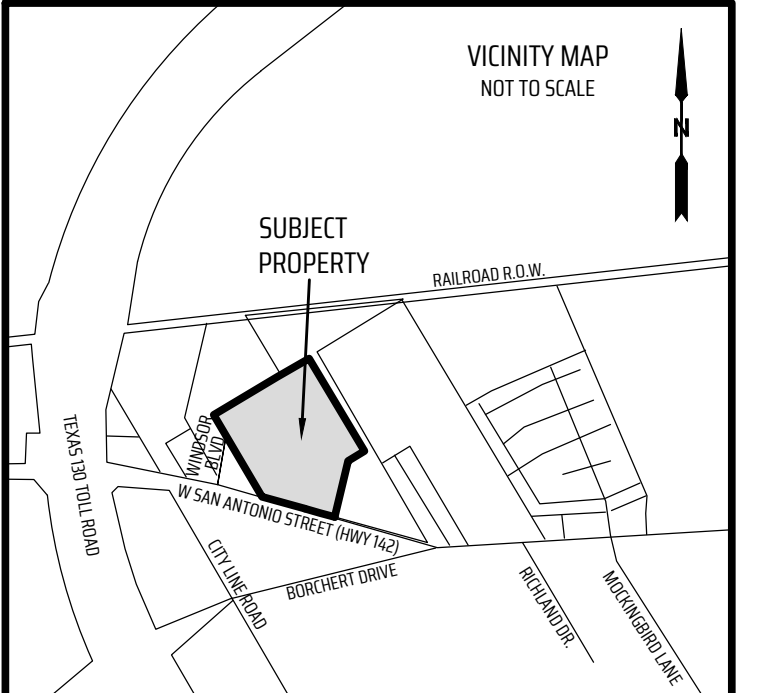 VICINITY MAP
NOT TO SCALE
N
SUBJECT
PROPERTY
RAILROAD R.O.W.
WINDSOR
BLVD
TEXAS 130 TOLL ROAD
W SAN ANTONIO STREET (HWY 142)
CITY LINE ROAD
BORCHERT DRIVE
RICHLAND DR.
MOCKINGBIRD LANE